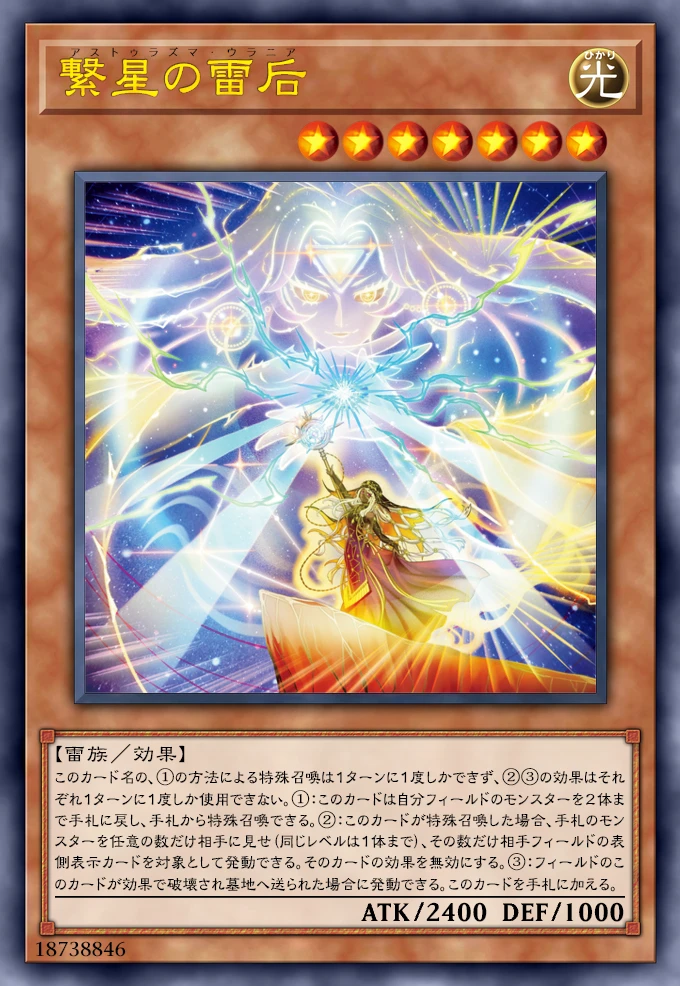 アストゥラズマ・ウラニア
繋星の雷后
ひかり
光
【雷族／効果】
このカード名の、①の方法による特殊召喚は1ターンに1度しかできず、②③の効果はそれ
ぞれ1ターンに1度しか使用できない。①：このカードは自分フィールドのモンスターを2体ま
で手札に戻し、手札から特殊召喚できる。②：このカードが特殊召喚した場合、手札のモン
スターを任意の数だけ相手に見せ（同じレベルは1体まで）、その数だけ相手フィールドの表
側表示カードを対象として発動できる。そのカードの効果を無効にする。③：フィールドのこ
のカードが効果で破壊され墓地へ送られた場合に発動できる。このカードを手札に加える。
ATK/2400 DEF/1000
18738846